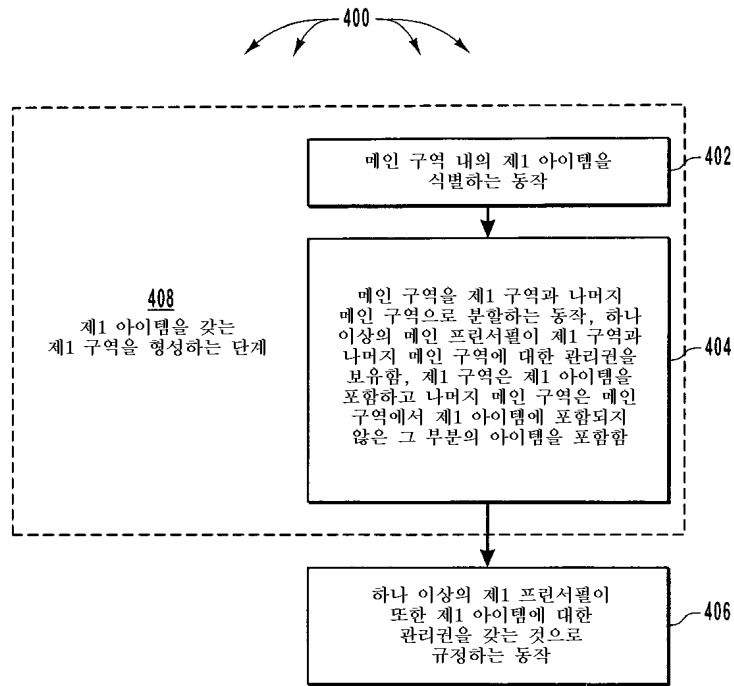 400
메인 구역 내의 제1 아이템을
식별하는 동작
402
408
제1 아이템을 갖는
제1 구역을 형성하는 단계
메인 구역을 제1 구역과 나머지
메인 구역으로 분할하는 동작, 하나
이상의 메인 프린서펄이 제1 구역과
나머지 메인 구역에 대한 관리권을
보유함, 제1 구역은 제1 아이템을
포함하고 나머지 메인 구역은 메인
구역에서 제1 아이템에 포함되지
않은 그 부분의 아이템을 포함함
404
하나 이상의 제1 프린서펄이
또한 제1 아이템에 대한
관리권을 갖는 것으로
규정하는 동작
406